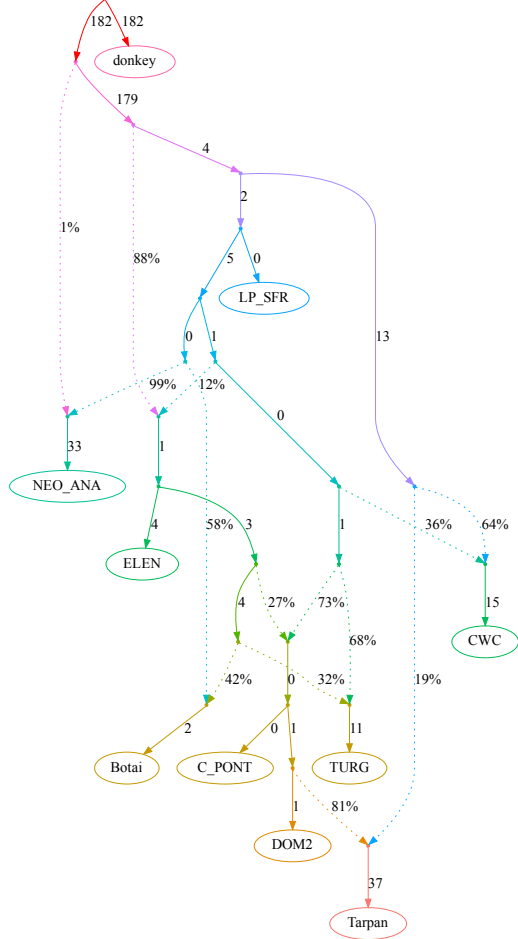 182 182
donkey
179
4
2
1% 88% 5 0
LP_SFR
0 1 13
99% 12%
0
33 1
NEO_ANA
4 3 58% 1 36% 64%
ELEN
4 27% 73% 15
CWC
68%
42% 0 32% 19%
2 0 1 11
Botai C_PONT TURG
1 81%
DOM2
37
Tarpan